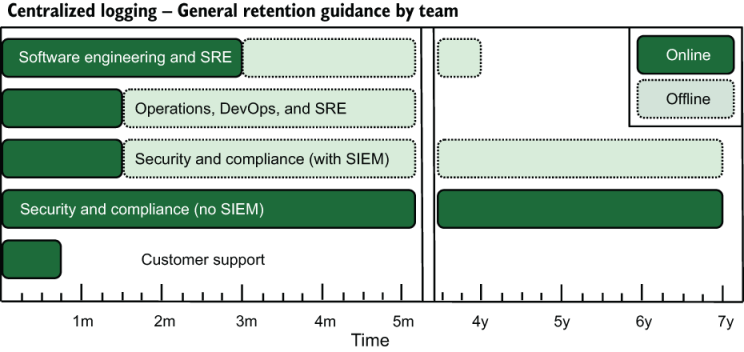 Centralized logging – General retention guidance by team
Software engineering and SRE
Online
Offline
Operations, DevOps, and SRE
Security and compliance (with SIEM)
Security and compliance (no SIEM)
Customer support
1m 2m 3m 4m 5m 4y 5y 6y 7y
Time